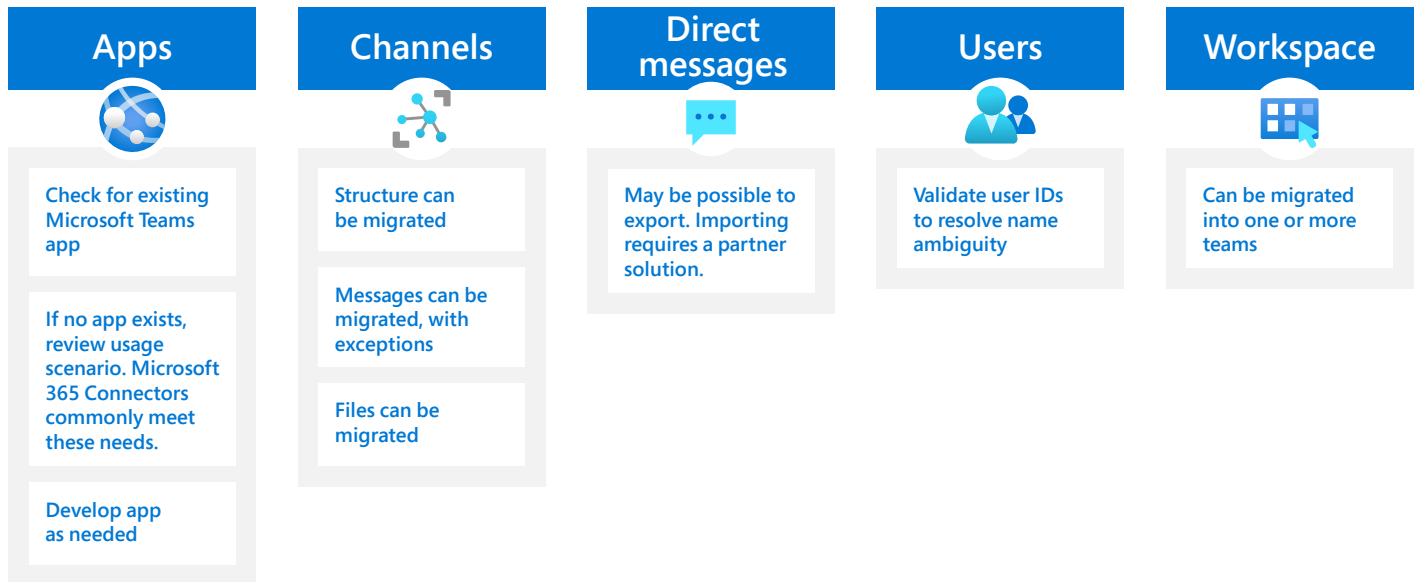 Apps
Check for existing
Microsoft Teams
app
If no app exists,
review usage
scenario. Microsoft
365 Connectors
commonly meet
these needs.
Develop app
as needed
Channels
Structure can
be migrated
Messages can be
migrated, with
exceptions
Files can be
migrated
Direct
messages
May be possible to
export. Importing
requires a partner
solution.
Users
Validate user IDs
to resolve name
ambiguity
Workspace
Can be migrated
into one or more
teams